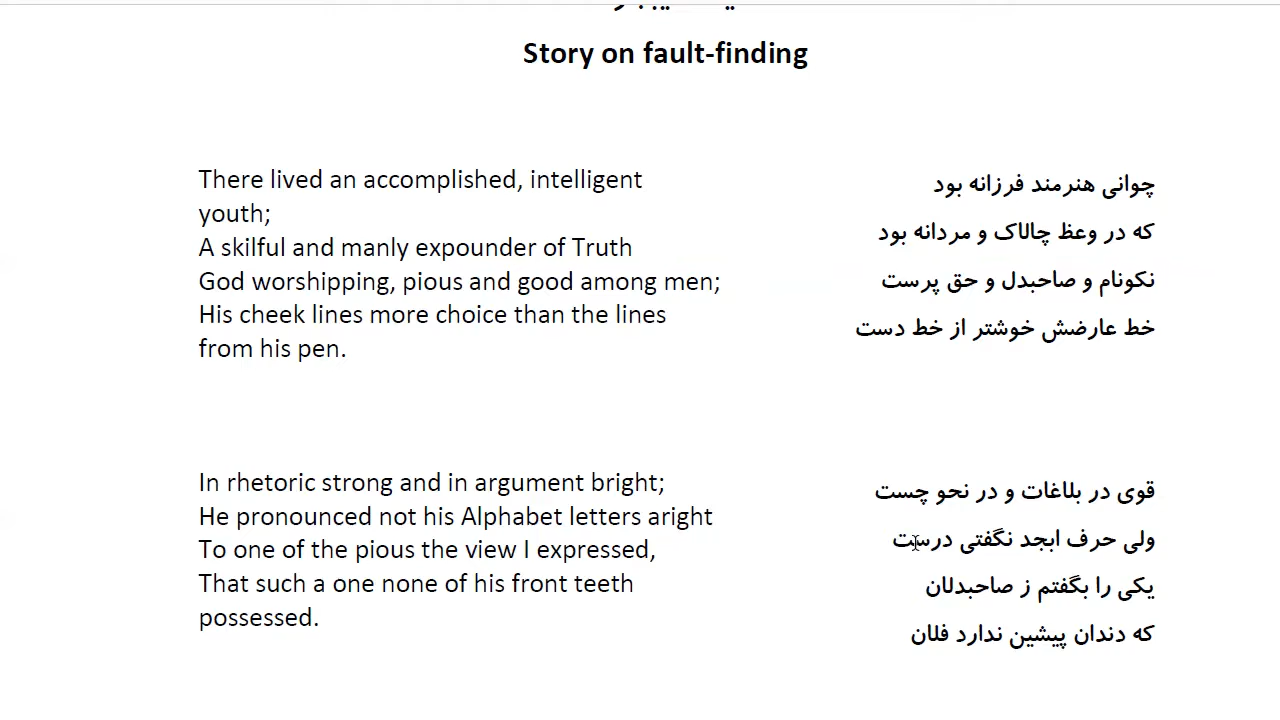 Story on fault-finding
There lived an accomplished, intelligent
youth;
A skilful and manly expounder of Truth
God worshipping, pious and good among men;
His cheek lines more choice than the lines
from his pen.
چوانی هنرمند فرزانه بود
که در وعظ چالاک و مردانه بود
نکونام و صاحبدل و حق پرست
خط عارضش خوشتر از خط دست
In rhetoric strong and in argument bright;
He pronounced not his Alphabet letters aright
To one of the pious the view I expressed,
That such a one none of his front teeth
possessed.
قوی در بلاغات و در نحو چست
ولی حرف ابجد نگفتی درست
یکی را بگفتم ز صاحبدلان
که دندان پیشین ندارد فلان